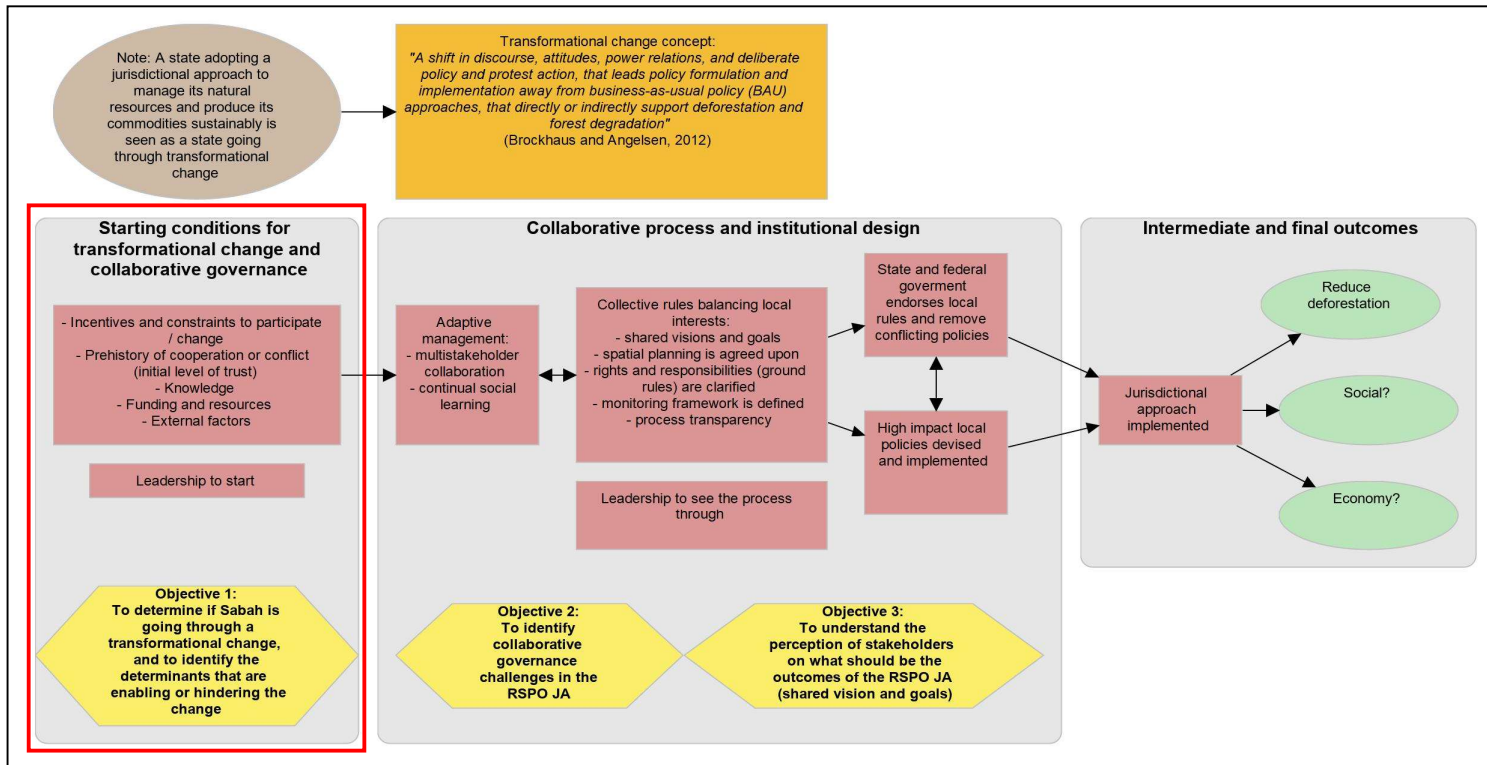 Note: A state adopting a
jurisdictional approach to
manage its natural
resources and produce its
commodities sustainably is
seen as a state going
through transformational
change
Transformational change concept:
"A shift in discourse, attitudes, power relations, and deliberate
policy and protest action, that leads policy formulation and
implementation away from business-as-usual policy (BAU)
approaches, that directly or indirectly support deforestation and
forest degradation"
(Brockhaus and Angelsen, 2012)
Starting conditions for
transformational change and
collaborative governance
- Incentives and constraints to participate
/ change
- Prehistory of cooperation or conflict
(initial level of trust)
- Knowledge
- Funding and resources
- External factors
Leadership to start
Objective 1:
To determine if Sabah is
going through a
transformational change,
and to identify the
determinants that are
enabling or hindering the
change
Collaborative process and institutional design
Adaptive
management:
- multistakeholder
collaboration
- continual social
learning
Collective rules balancing local
interests:
- shared visions and goals
- spatial planning is agreed upon
- rights and responsibilities (ground
rules) are clarified
- monitoring framework is defined
- process transparency
Leadership to see the process
through
State and federal
goverment
endorses local
rules and remove
conflicting policies
High impact local
policies devised
and implemented
Objective 2:
To identify
collaborative
governance
challenges in the
RSPO JA
Objective 3:
To understand the
perception of stakeholders
on what should be the
outcomes of the RSPO JA
(shared vision and goals)
Intermediate and final outcomes
Jurisdictional
approach
implemented
Reduce
deforestation
Social?
Economy?